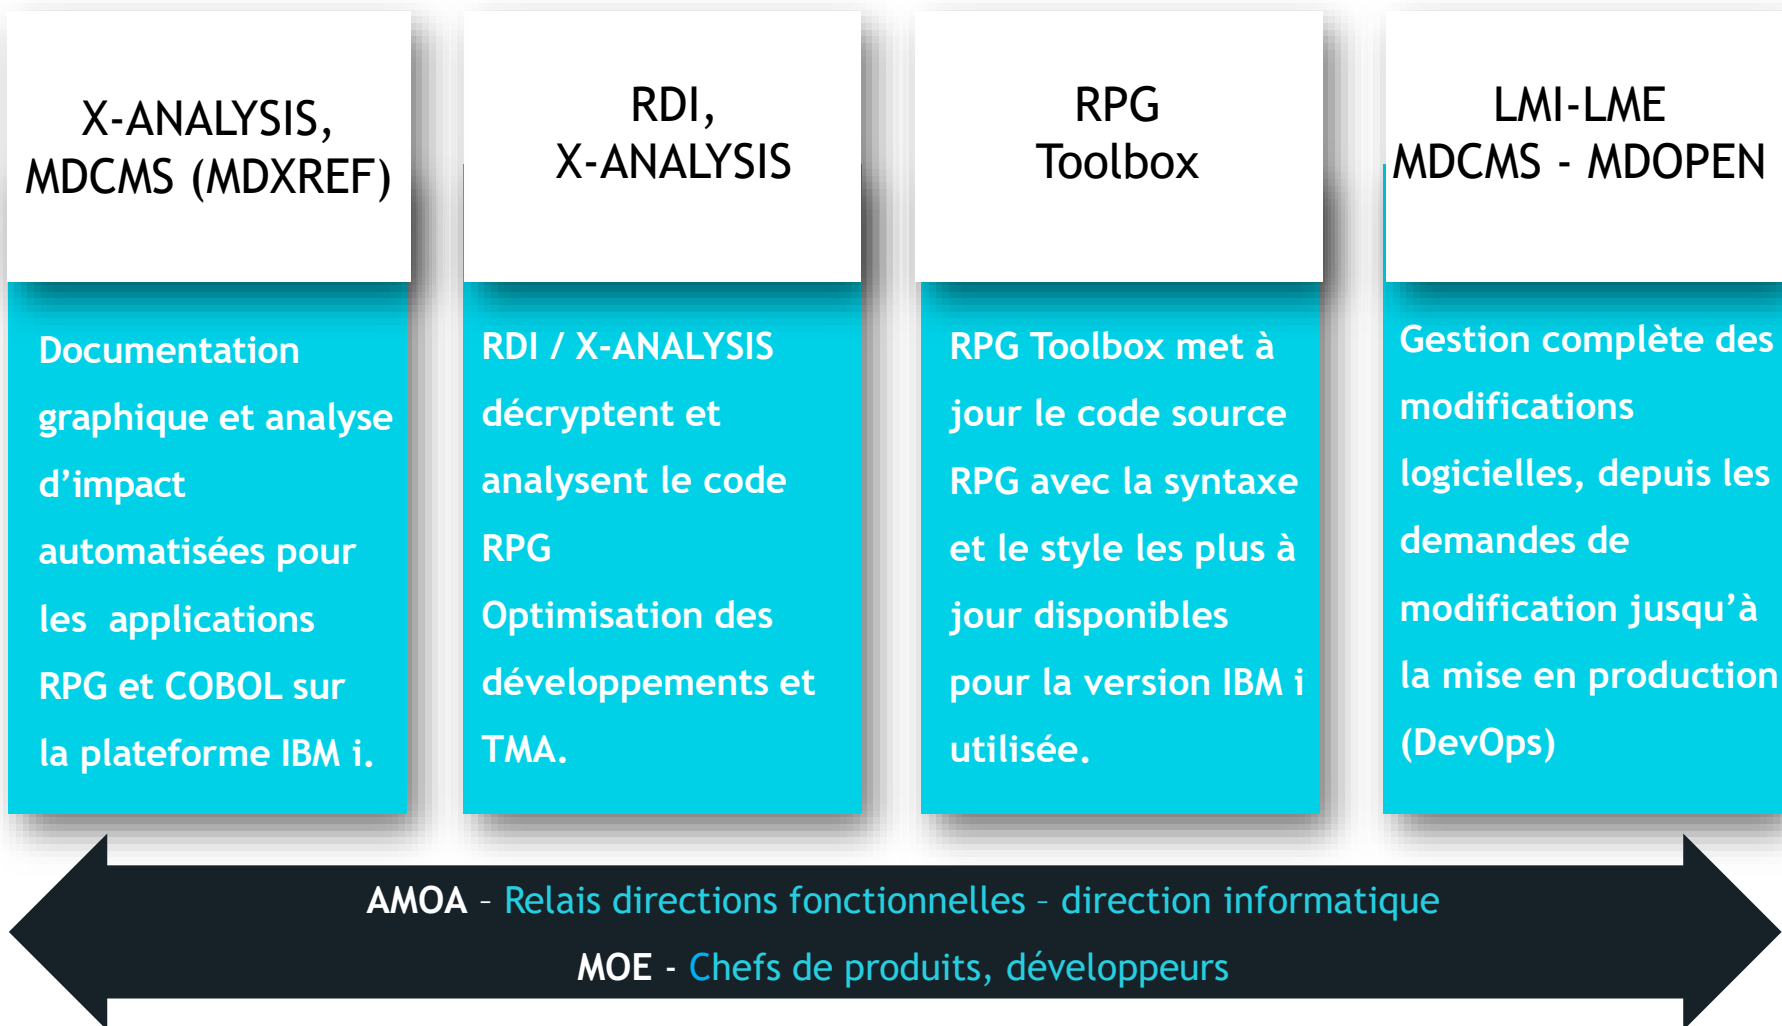 X-ANALYSIS,
MDCMS (MDXREF)
RDI,
X-ANALYSIS
RPG
Toolbox
LMI-LME
MDCMS - MDOPEN
Documentation
graphique et analyse
d’impact
automatisées pour
les applications
RPG et COBOL sur
la plateforme IBM i.
RDI / X-ANALYSIS
décryptent et
analysent le code
RPG
Optimisation des
développements et
TMA.
RPG Toolbox met à
jour le code source
RPG avec la syntaxe
et le style les plus à
jour disponibles
pour la version IBM i
utilisée.
Gestion complète des
modifications
logicielles, depuis les
demandes de
modification jusqu’à
la mise en production
(DevOps)
AMOA – Relais directions fonctionnelles – direction informatique
MOE - Chefs de produits, développeurs